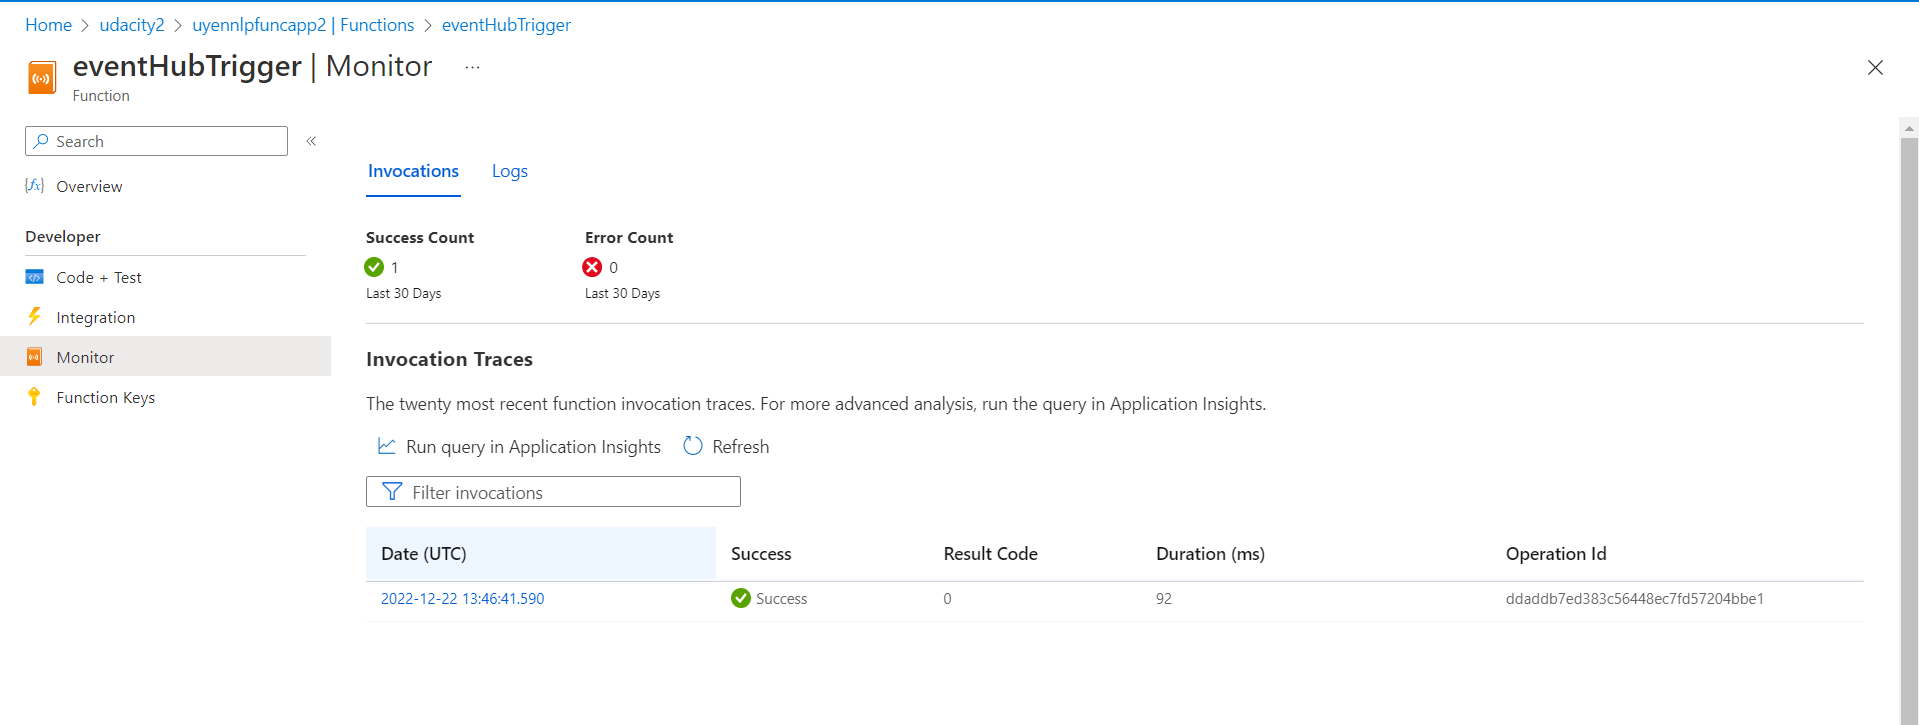 Home > udacity2 > uyennlpfuncapp2 | Functions > eventHubTrigger
eventHubTrigger | Monitor ...
Function
Search «
Overview
Developer
Code + Test
Integration
Monitor
Function Keys
Invocations Logs
Success Count Error Count
1 0
Last 30 Days Last 30 Days
Invocation Traces
The twenty most recent function invocation traces. For more advanced analysis, run the query in Application Insights.
Run query in Application Insights Refresh
Filter invocations
Date (UTC) Success Result Code Duration (ms) Operation Id
2022-12-22 13:46:41.590 Success 0 92 ddaddb7ed383c56448ec7fd57204bbe1